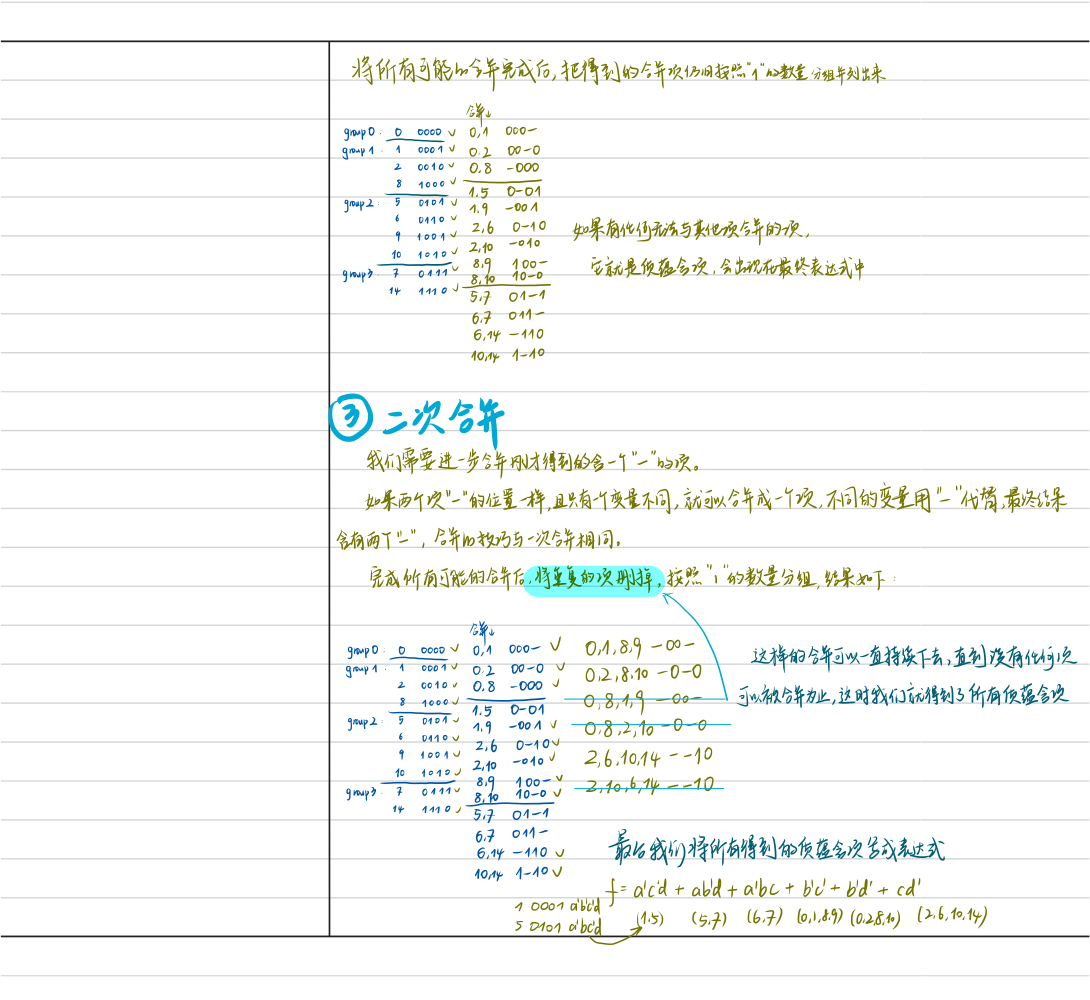 将所有可能的合并完成后，把得到的合并项仍旧按照"1"的数量分组并列出来
合并↓
group0: 0 0000 ✓ 0,1 000-
group1: 1 0001 ✓ 0.2 00-0
2 0010 ✓ 0.8 -000
8 1000 ✓
1.5 0-01
group2: 5 0101 ✓ 1.9 -001
6 0110 ✓ 2,6 0-10
9 1001 ✓ 2,10 -010
10 1010 ✓ 8,9 100-
group3: 7 0111 ✓ 8,10 10-0
14 1110 ✓ 5,7 01-1
6,7 011-
6,14 -110
10,14 1-10
如果有任何无法与其他项合并的项，
它就是质蕴含项，会出现在最终表达式中
③ 二次合并
我们需要进一步合并刚才得到的含一个"-"的项。
如果两个项"-"的位置一样，且只有一个变量不同，就可以合并成一个项，不同的变量用"-"代替，最终结果
含有两个"-"，合并的技巧与一次合并相同。
完成所有可能的合并后，将重复的项删掉，按照"1"的数量分组，结果如下：
合并↓
group0: 0 0000 ✓ 0,1 000- ✓ 0,1,8,9 -00-
group1: 1 0001 ✓ 0.2 00-0 ✓ 0,2,8,10 -0-0
2 0010 ✓ 0.8 -000 ✓
8 1000 ✓ 0,8,1,9 -00-
1.5 0-01
group2: 5 0101 ✓ 1.9 -001 ✓ 0,8,2,10 -0-0
6 0110 ✓ 2,6 0-10 ✓
9 1001 ✓ 2,10 -010 ✓ 2,6,10,14 --10
10 1010 ✓ 8,9 100- ✓
group3: 7 0111 ✓ 8,10 10-0 ✓ 2,10,6,14 --10
14 1110 ✓ 5,7 01-1
6,7 011-
6,14 -110 ✓
10,14 1-10 ✓
这样的合并可以一直持续下去，直到没有任何项
可以被合并为止，这时我们就得到了所有质蕴含项
最后我们将所有得到的质蕴含项写成表达式
f = a'c'd + a'b'd + a'bc + b'c' + b'd' + cd'
1 0001 a'b'c'd (1.5) (5,7) (6,7) (0,1,8.9) (0.2.8,10) (2,6,10,14)
5 0101 a'bc'd